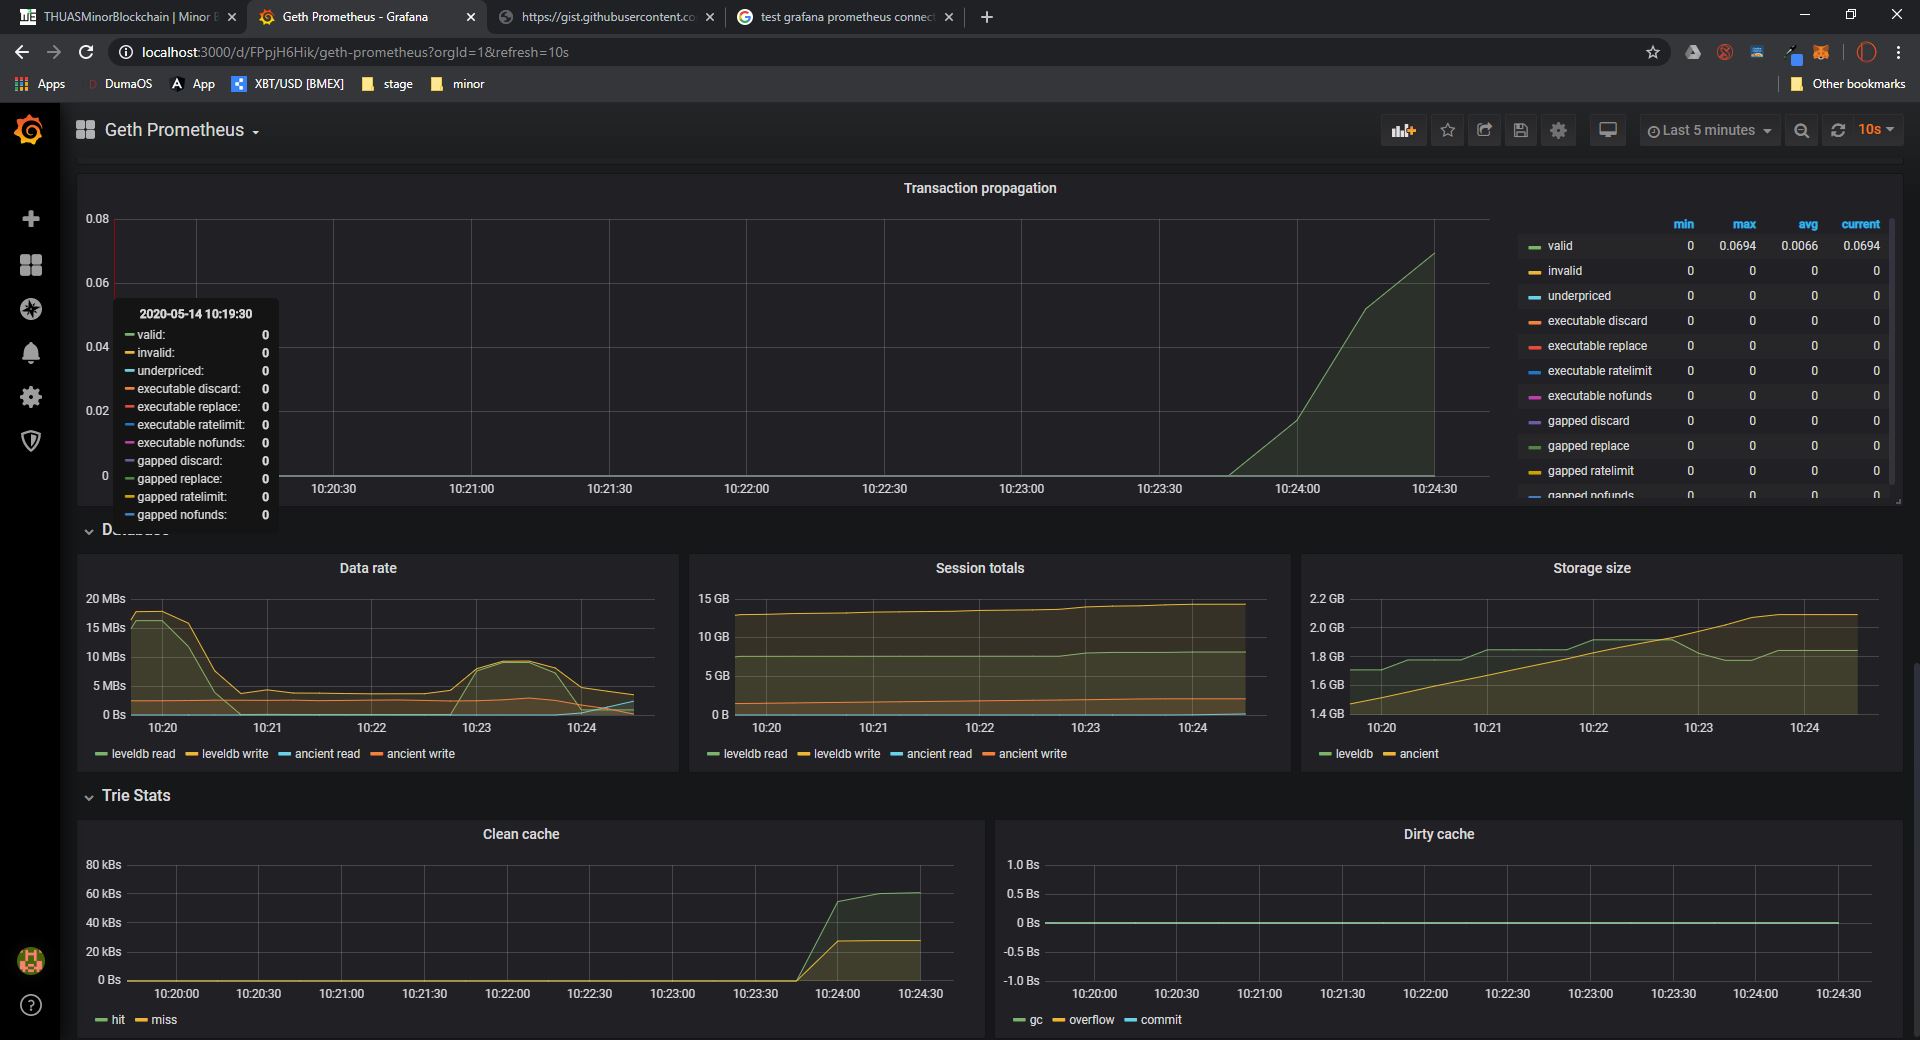 THUASMinorBlockchain | Minor B
Geth Prometheus - Grafana
https://gist.githubusercontent.co
test grafana prometheus connect
localhost:3000/d/FPpjH6Hik/geth-prometheus?orgId=1&refresh=10s
Apps DumaOS App XBT/USD [BMEX] stage minor Other bookmarks
Geth Prometheus Last 5 minutes 10s
Transaction propagation
0.08
0.06
0.04
0.02
0
10:20:30 10:21:00 10:21:30 10:22:00 10:22:30 10:23:00 10:23:30 10:24:00 10:24:30
2020-05-14 10:19:30
valid: 0
invalid: 0
underpriced: 0
executable discard: 0
executable replace: 0
executable ratelimit: 0
executable nofunds: 0
gapped discard: 0
gapped replace: 0
gapped ratelimit: 0
gapped nofunds: 0
min max avg current
valid 0 0.0694 0.0066 0.0694
invalid 0 0 0 0
underpriced 0 0 0 0
executable discard 0 0 0 0
executable replace 0 0 0 0
executable ratelimit 0 0 0 0
executable nofunds 0 0 0 0
gapped discard 0 0 0 0
gapped replace 0 0 0 0
gapped ratelimit 0 0 0 0
gapped nofunds 0 0 0 0
Database
Data rate
20 MBs
15 MBs
10 MBs
5 MBs
0 Bs
10:20 10:21 10:22 10:23 10:24
leveldb read leveldb write ancient read ancient write
Session totals
15 GB
10 GB
5 GB
0 B
10:20 10:21 10:22 10:23 10:24
leveldb read leveldb write ancient read ancient write
Storage size
2.2 GB
2.0 GB
1.8 GB
1.6 GB
1.4 GB
10:20 10:21 10:22 10:23 10:24
leveldb ancient
Trie Stats
Clean cache
80 kBs
60 kBs
40 kBs
20 kBs
0 Bs
10:20:00 10:20:30 10:21:00 10:21:30 10:22:00 10:22:30 10:23:00 10:23:30 10:24:00 10:24:30
hit miss
Dirty cache
1.0 Bs
0.5 Bs
0 Bs
-0.5 Bs
-1.0 Bs
10:20:00 10:20:30 10:21:00 10:21:30 10:22:00 10:22:30 10:23:00 10:23:30 10:24:00 10:24:30
gc overflow commit